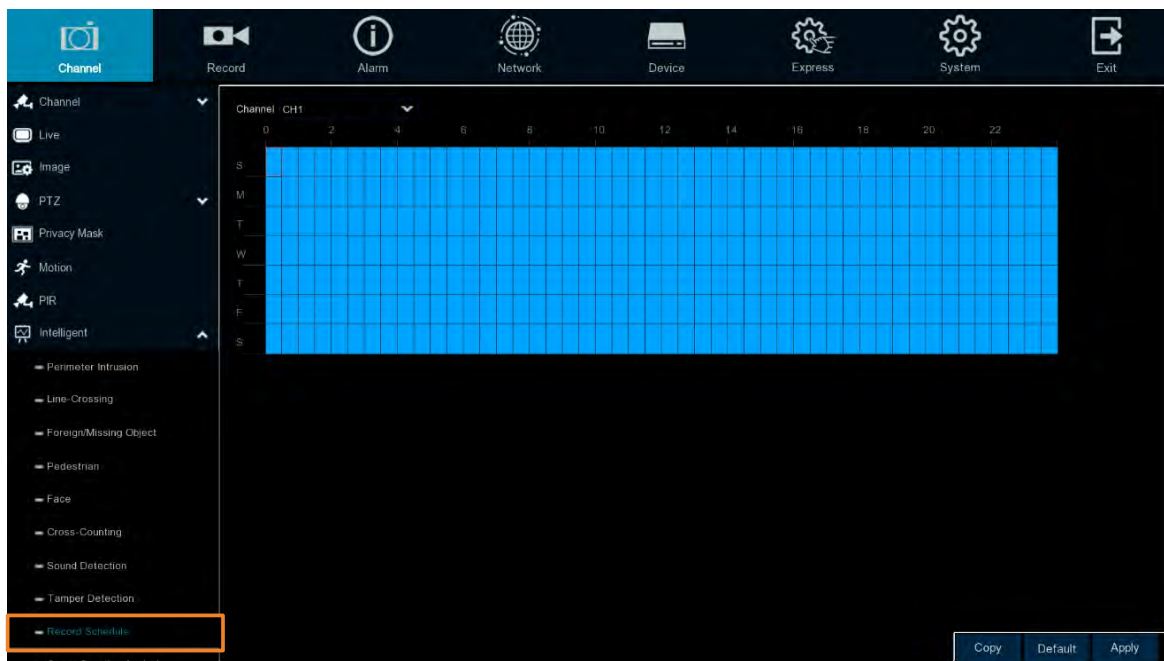 Channel Record Alarm Network Device Express System Exit
Channel
Live
Image
PTZ
Privacy Mask
Motion
PIR
Intelligent
Perimeter Intrusion
Line-Crossing
Foreign/Missing Object
Pedestrian
Face
Cross-Counting
Sound Detection
Tamper Detection
Record Schedule
Channel CH1
0 2 4 6 8 10 12 14 16 18 20 22
S
M
T
W
T
F
S
Copy Default Apply